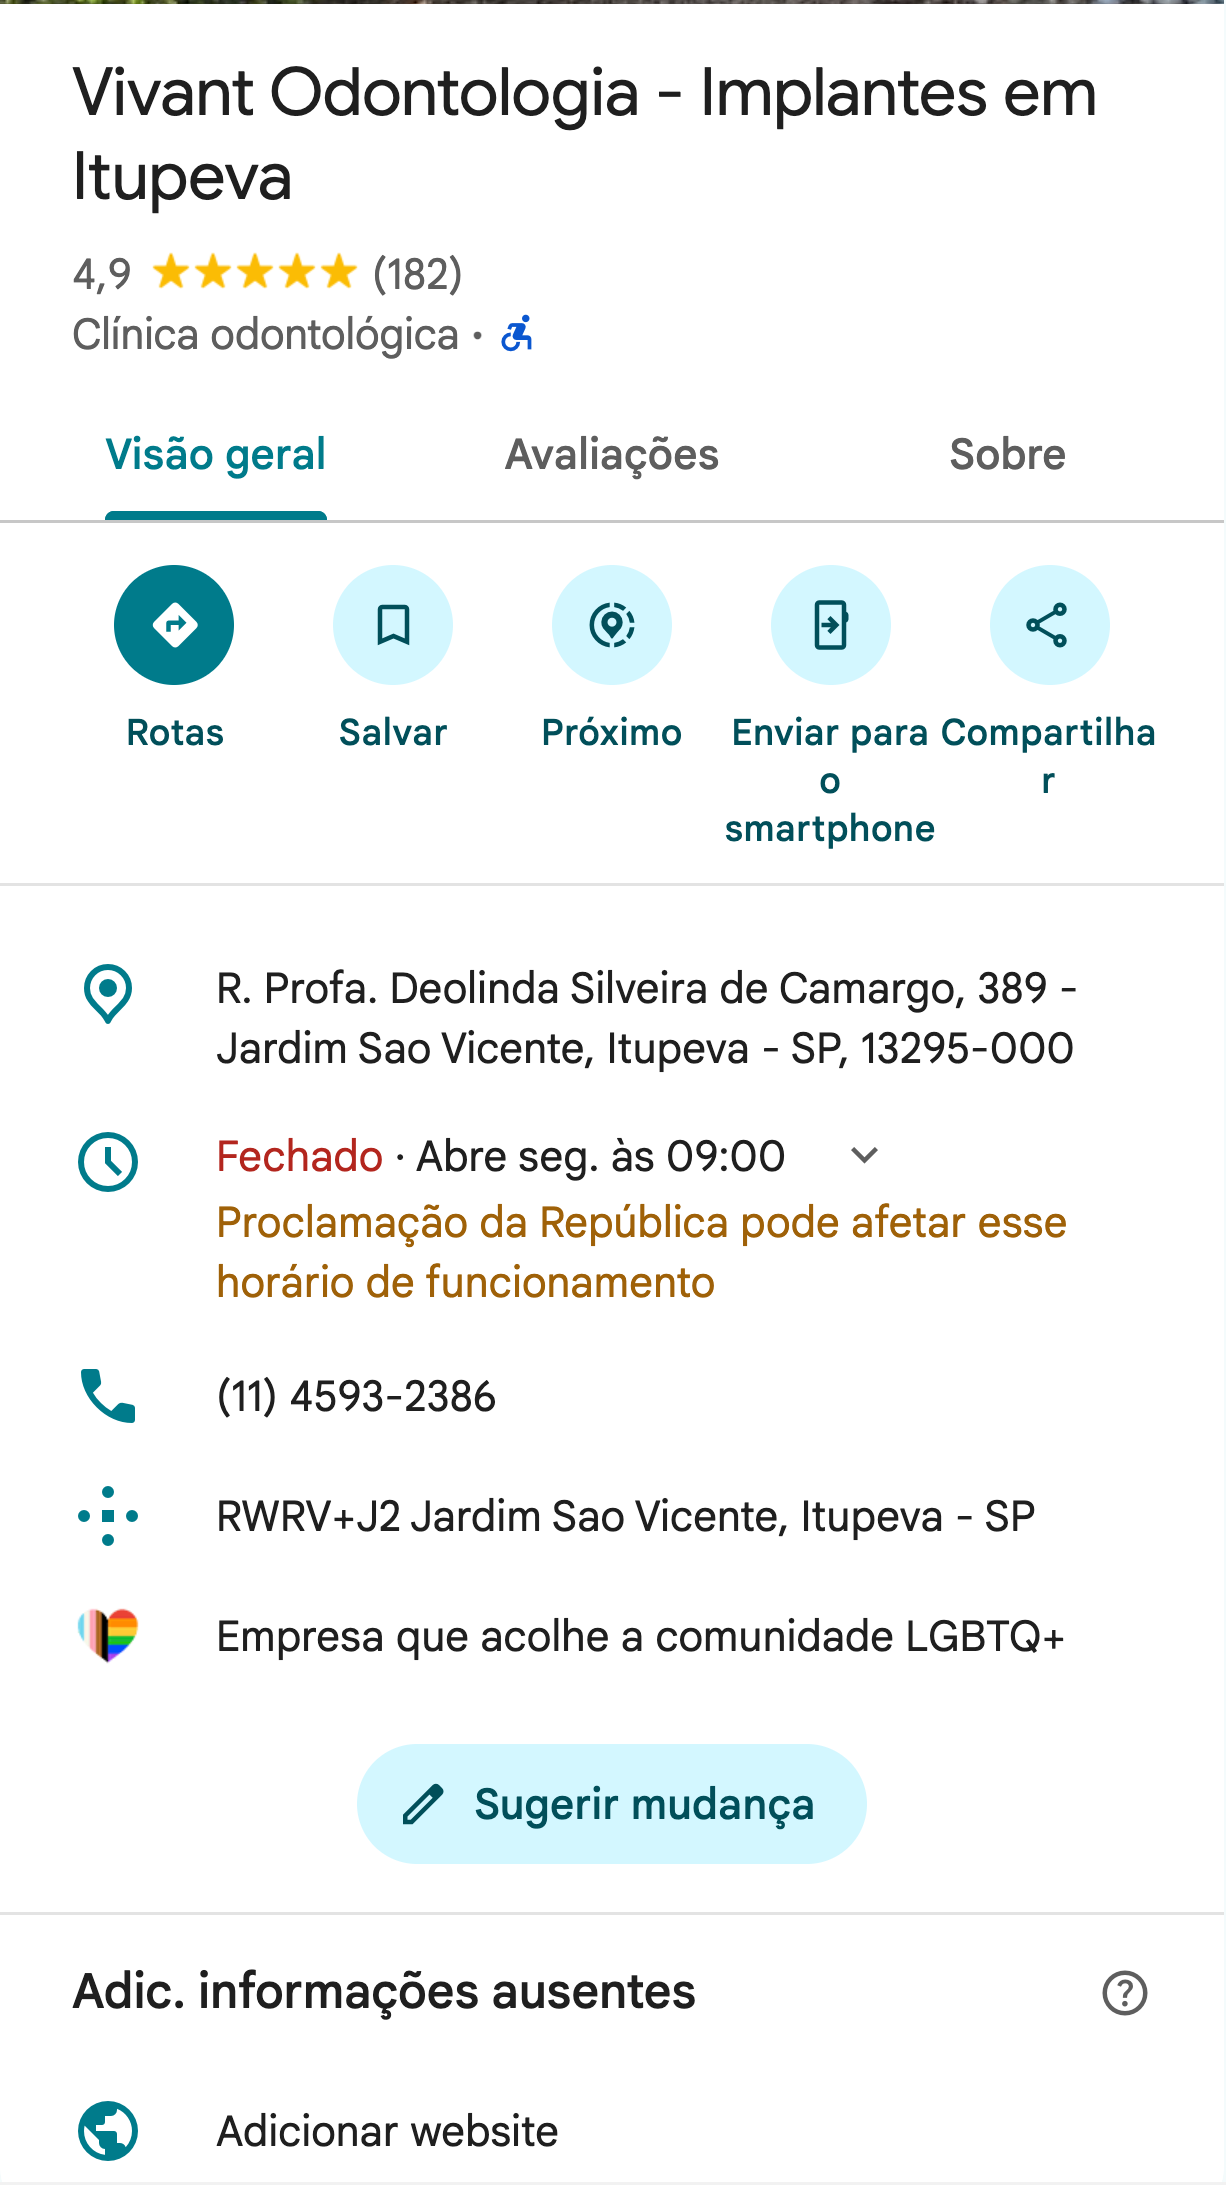 Vivant Odontologia - Implantes em
Itupeva
4,9 ★★★★★ (182)
Clínica odontológica ·
Visão geral
Avaliações
Sobre
Rotas
Salvar
Próximo
Enviar para
o
smartphone
Compartilha
r
R. Profa. Deolinda Silveira de Camargo, 389 -
Jardim Sao Vicente, Itupeva - SP, 13295-000
Fechado · Abre seg. às 09:00
Proclamação da República pode afetar esse
horário de funcionamento
(11) 4593-2386
RWRV+J2 Jardim Sao Vicente, Itupeva - SP
Empresa que acolhe a comunidade LGBTQ+
Sugerir mudança
Adic. informações ausentes
Adicionar website